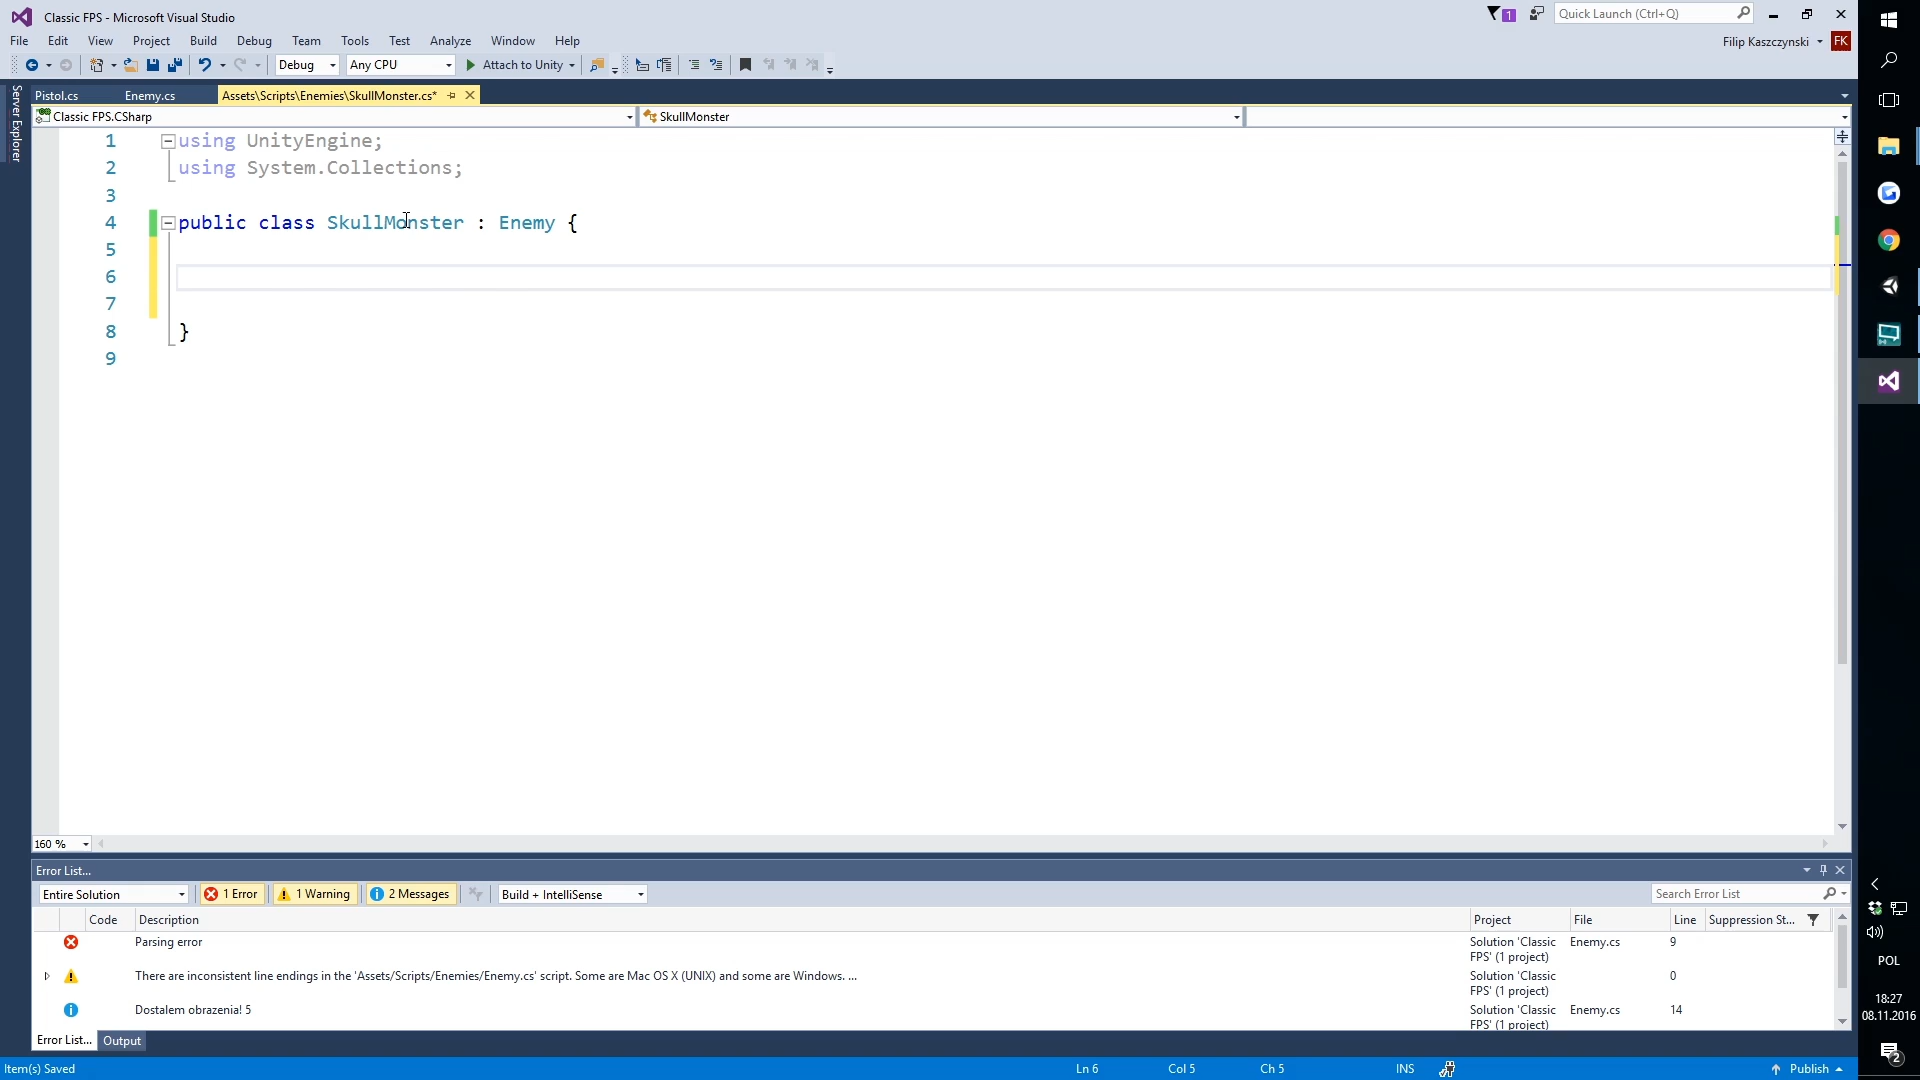 Classic FPS - Microsoft Visual Studio
1
Quick Launch (Ctrl+Q)
File Edit View Project Build Debug Team Tools Test Analyze Window Help
Filip Kaszczynski FK
Debug Any CPU Attach to Unity
Server Explorer
Pistol.cs Enemy.cs Assets\Scripts\Enemies\SkullMonster.cs*
Classic FPS.CSharp SkullMonster
1 using UnityEngine;
2 using System.Collections;
3
4 public class SkullMonster : Enemy {
5
6
7
8 }
9
160 %
Error List...
Entire Solution 1 Error 1 Warning 2 Messages Build + IntelliSense Search Error List
Code Description Project File Line Suppression St...
Parsing error Solution 'Classic FPS' (1 project) Enemy.cs 9
There are inconsistent line endings in the 'Assets/Scripts/Enemies/Enemy.cs' script. Some are Mac OS X (UNIX) and some are Windows. ... Solution 'Classic FPS' (1 project) 0
Dostalem obrazenia! 5 Solution 'Classic FPS' (1 project) Enemy.cs 14
Error List... Output
Item(s) Saved Ln 6 Col 5 Ch 5 INS Publish
POL
18:27
08.11.2016
2